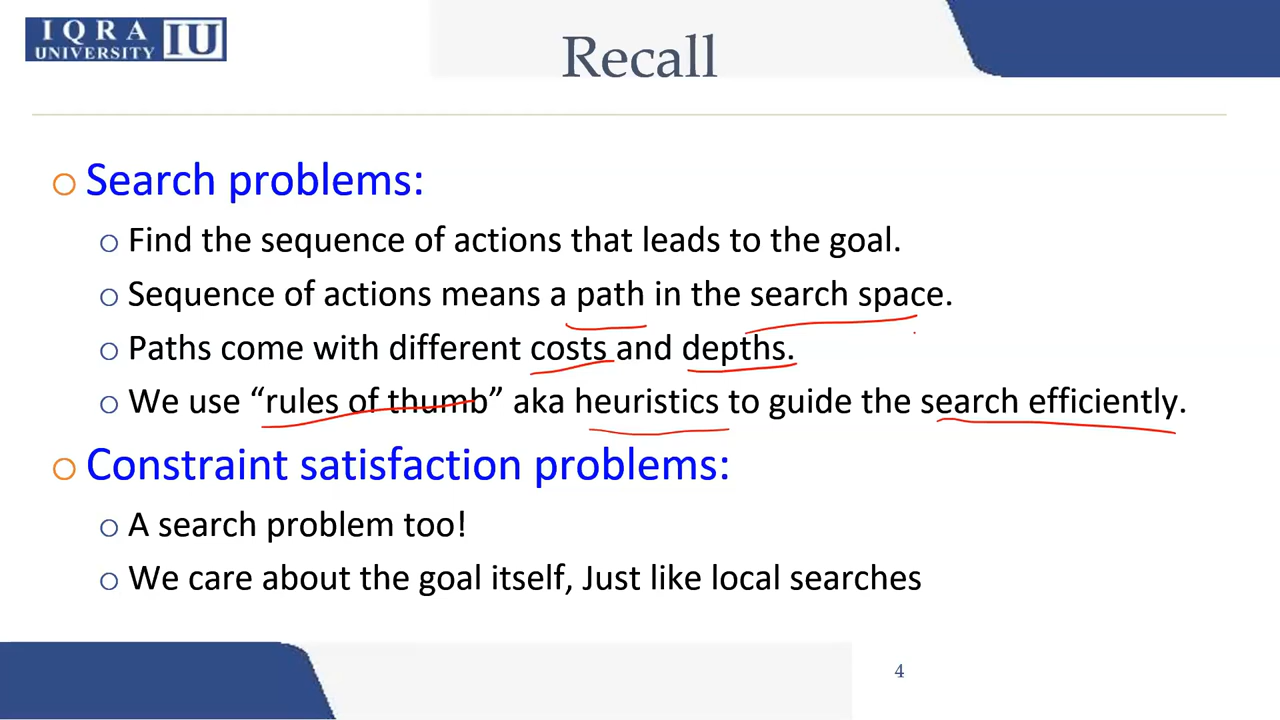 IQRA
UNIVERSITY IU
Recall
Search problems:
Find the sequence of actions that leads to the goal.
Sequence of actions means a path in the search space.
Paths come with different costs and depths.
We use “rules of thumb” aka heuristics to guide the search efficiently.
Constraint satisfaction problems:
A search problem too!
We care about the goal itself, Just like local searches
4